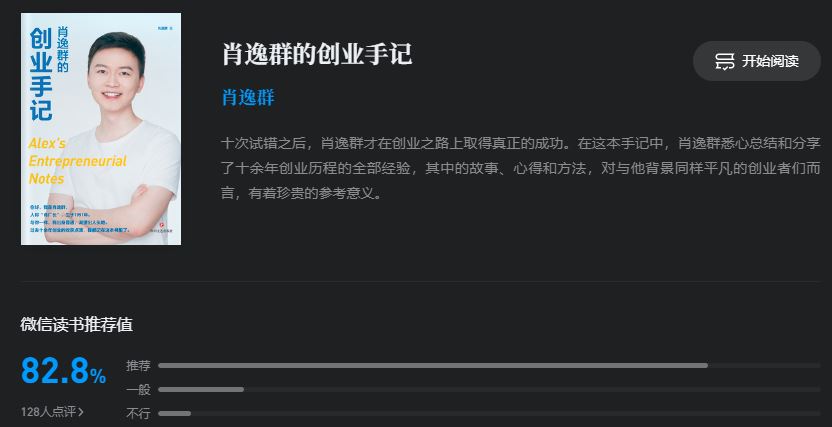 肖逸群 著
肖逸群的
创业手记
Alex's
Entrepreneurial
Notes
肖逸群的创业手记
开始阅读
肖逸群
十次试错之后，肖逸群才在创业之路上取得真正的成功。在这本手记中，肖逸群悉心总结和分享
了十余年创业历程的全部经验，其中的故事、心得和方法，对与他背景同样平凡的创业者们而
言，有着珍贵的参考意义。
微信读书推荐值
82.8%
128人点评
推荐
一般
不行